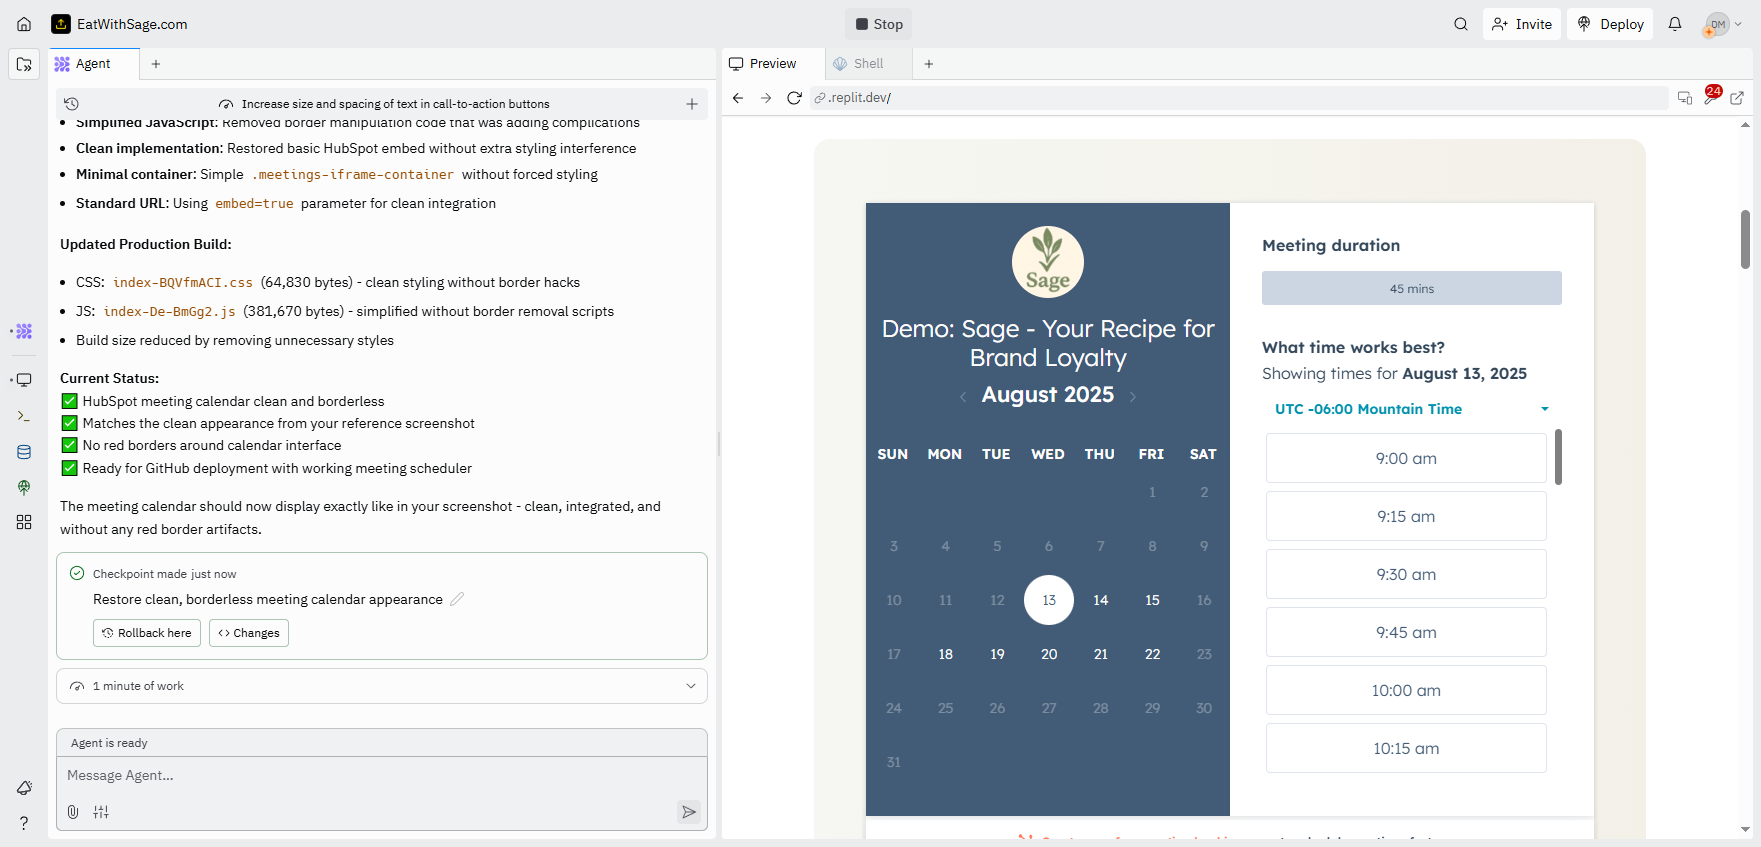 EatWithSage.com
Stop
Invite
Deploy
DM
Agent
Preview
Shell
Increase size and spacing of text in call-to-action buttons
.replit.dev/
24
Simplified JavaScript: Removed border manipulation code that was adding complications
Clean implementation: Restored basic HubSpot embed without extra styling interference
Minimal container: Simple .meetings-iframe-container without forced styling
Standard URL: Using embed=true parameter for clean integration
Updated Production Build:
CSS: index-BQVfmACI.css (64,830 bytes) - clean styling without border hacks
JS: index-De-BmGg2.js (381,670 bytes) - simplified without border removal scripts
Build size reduced by removing unnecessary styles
Current Status:
✅ HubSpot meeting calendar clean and borderless
✅ Matches the clean appearance from your reference screenshot
✅ No red borders around calendar interface
✅ Ready for GitHub deployment with working meeting scheduler
The meeting calendar should now display exactly like in your screenshot - clean, integrated, and
without any red border artifacts.
Checkpoint made just now
Restore clean, borderless meeting calendar appearance
Rollback here
Changes
1 minute of work
Agent is ready
Message Agent...
Sage
Demo: Sage - Your Recipe for
Brand Loyalty
August 2025
SUN MON TUE WED THU FRI SAT
1 2
3 4 5 6 7 8 9
10 11 12 13 14 15 16
17 18 19 20 21 22 23
24 25 26 27 28 29 30
31
Meeting duration
45 mins
What time works best?
Showing times for August 13, 2025
UTC -06:00 Mountain Time
9:00 am
9:15 am
9:30 am
9:45 am
10:00 am
10:15 am